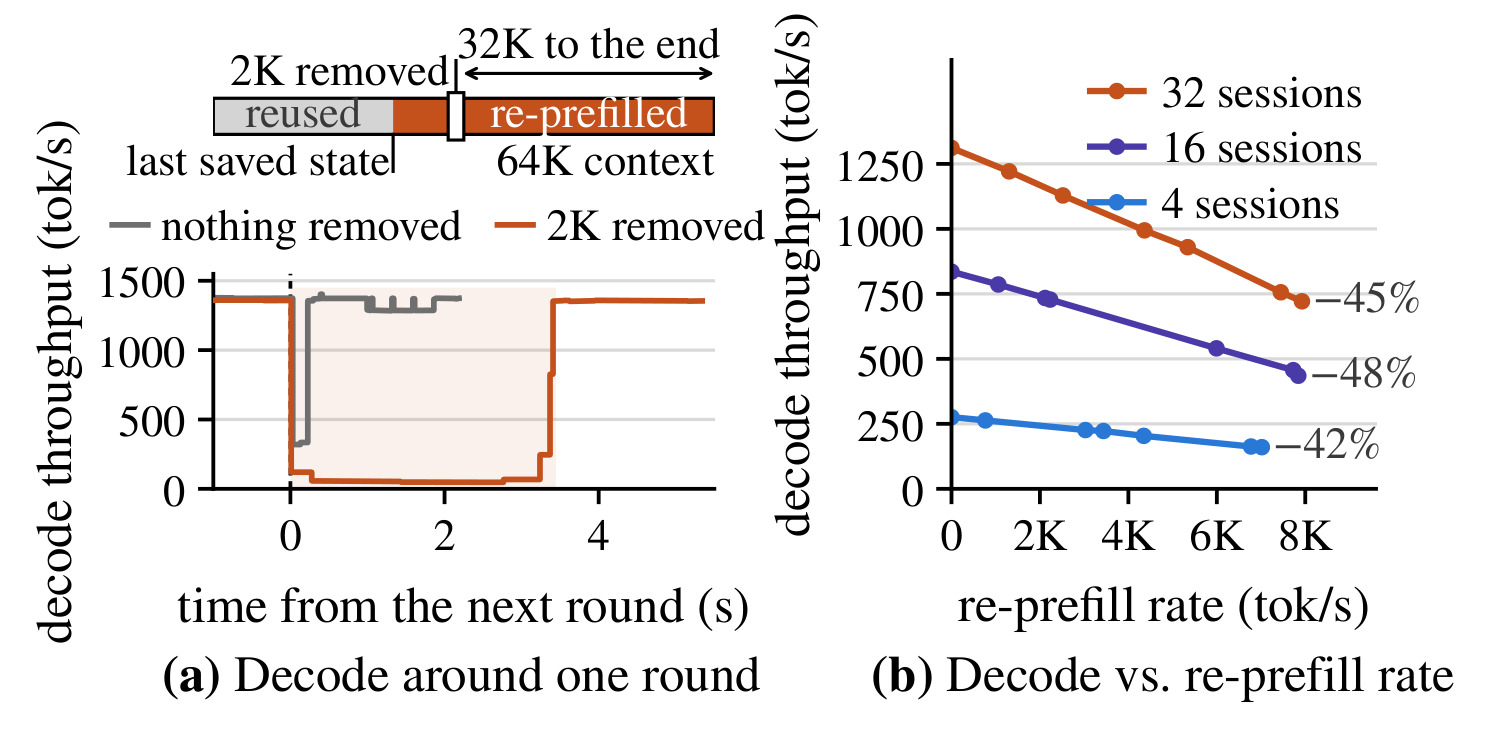 32K to the end
2K removed
reused
re-prefilled
last saved state
64K context
nothing removed
2K removed
decode throughput (tok/s)
1500
1000
500
0
0
2
4
time from the next round (s)
(a) Decode around one round
decode throughput (tok/s)
32 sessions
16 sessions
4 sessions
1250
1000
750
500
250
0
−45%
−48%
−42%
0
2K
4K
6K
8K
re-prefill rate (tok/s)
(b) Decode vs. re-prefill rate